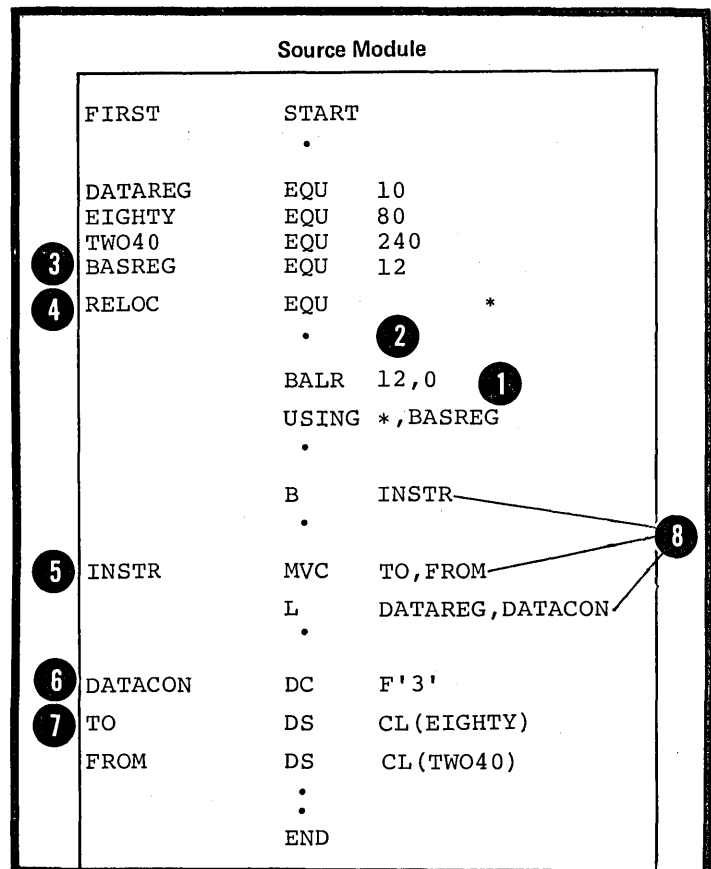 Source Module
FIRST START
•
DATAREG EQU 10
EIGHTY EQU 80
TWO40 EQU 240
3 BASREG EQU 12
4 RELOC EQU *
• 2
BALR 12,0 1
USING *,BASREG
•
B INSTR
• 8
5 INSTR MVC TO,FROM
L DATAREG,DATACON
•
6 DATACON DC F'3'
7 TO DS CL(EIGHTY)
FROM DS CL(TWO40)
•
•
END